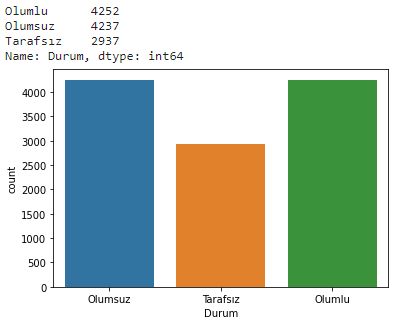 Olumlu 4252
Olumsuz 4237
Tarafsız 2937
Name: Durum, dtype: int64
4000
3500
3000
2500
2000
1500
1000
500
0
count
Olumsuz Tarafsız Olumlu
Durum